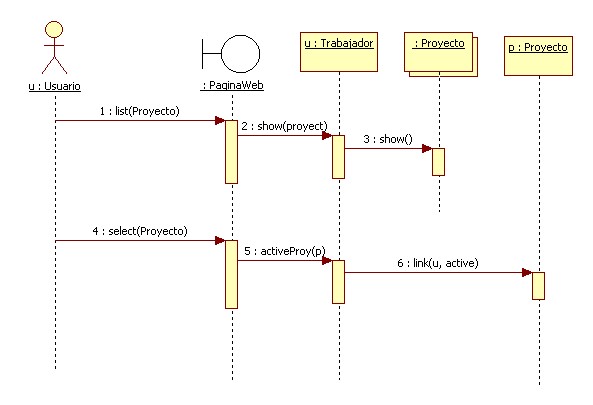 u : Trabajador
: Proyecto
p : Proyecto
u : Usuario
: PaginaWeb
1 : list(Proyecto)
2 : show(proyect)
3 : show()
4 : select(Proyecto)
5 : activeProy(p)
6 : link(u, active)